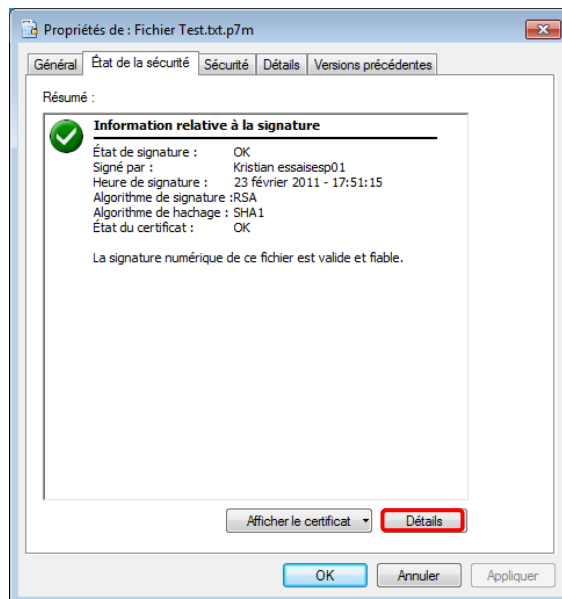 Propriétés de : Fichier Test.txt.p7m
Général État de la sécurité Sécurité Détails Versions précédentes
Résumé :
Information relative à la signature
État de signature : OK
Signé par : Kristian essaisesp01
Heure de signature : 23 février 2011 - 17:51:15
Algorithme de signature :RSA
Algorithme de hachage : SHA1
État du certificat : OK
La signature numérique de ce fichier est valide et fiable.
Afficher le certificat Détails
OK Annuler Appliquer